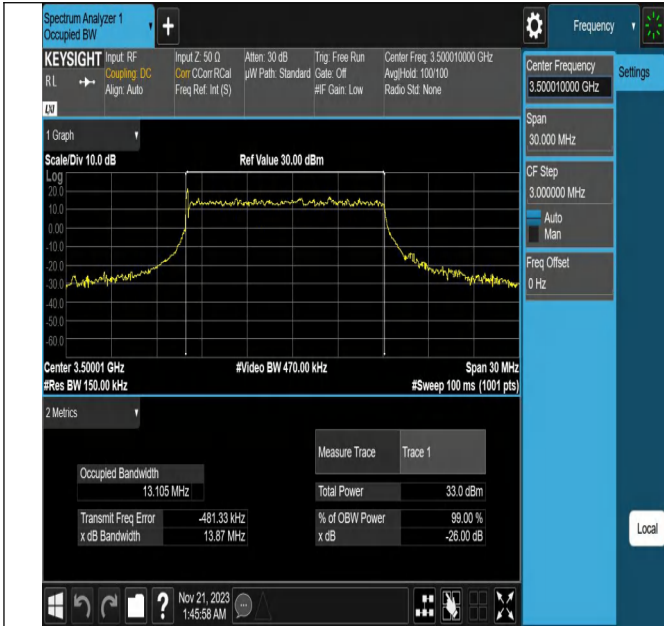 Spectrum Analyzer 1
Occupied BW
Frequency
KEYSIGHT
RL
LXI
Input: RF
Coupling: DC
Align: Auto
Input Z: 50 Ω
Corr CCorr RCal
Freq Ref: Int (S)
Atten: 30 dB
µW Path: Standard
Trig: Free Run
Gate: Off
#IF Gain: Low
Center Freq: 3.500010000 GHz
Avg|Hold: 100/100
Radio Std: None
Center Frequency
3.500010000 GHz
Settings
Span
30.000 MHz
CF Step
3.000000 MHz
Auto
Man
Freq Offset
0 Hz
1 Graph
Scale/Div 10.0 dB
Ref Value 30.00 dBm
Log
20.0
10.0
0.00
-10.0
-20.0
-30.0
-40.0
-50.0
-60.0
Center 3.50001 GHz
#Video BW 470.00 kHz
Span 30 MHz
#Res BW 150.00 kHz
#Sweep 100 ms (1001 pts)
2 Metrics
Measure Trace
Trace 1
Occupied Bandwidth
13.105 MHz
Total Power
33.0 dBm
Transmit Freq Error
-481.33 kHz
% of OBW Power
99.00 %
x dB Bandwidth
13.87 MHz
x dB
-26.00 dB
Local
?
Nov 21, 2023
1:45:58 AM